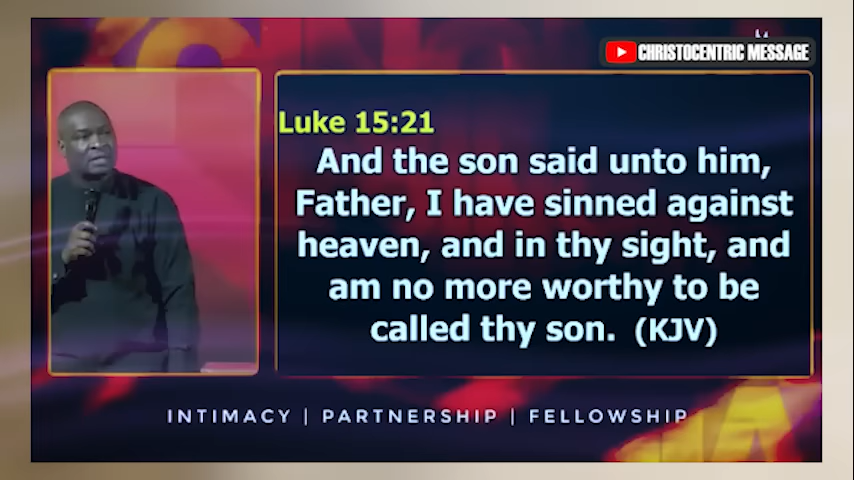 CHRISTOCENTRIC MESSAGE
Luke 15:21
And the son said unto him,
Father, I have sinned against
heaven, and in thy sight, and
am no more worthy to be
called thy son. (KJV)
INTIMACY | PARTNERSHIP | FELLOWSHIP